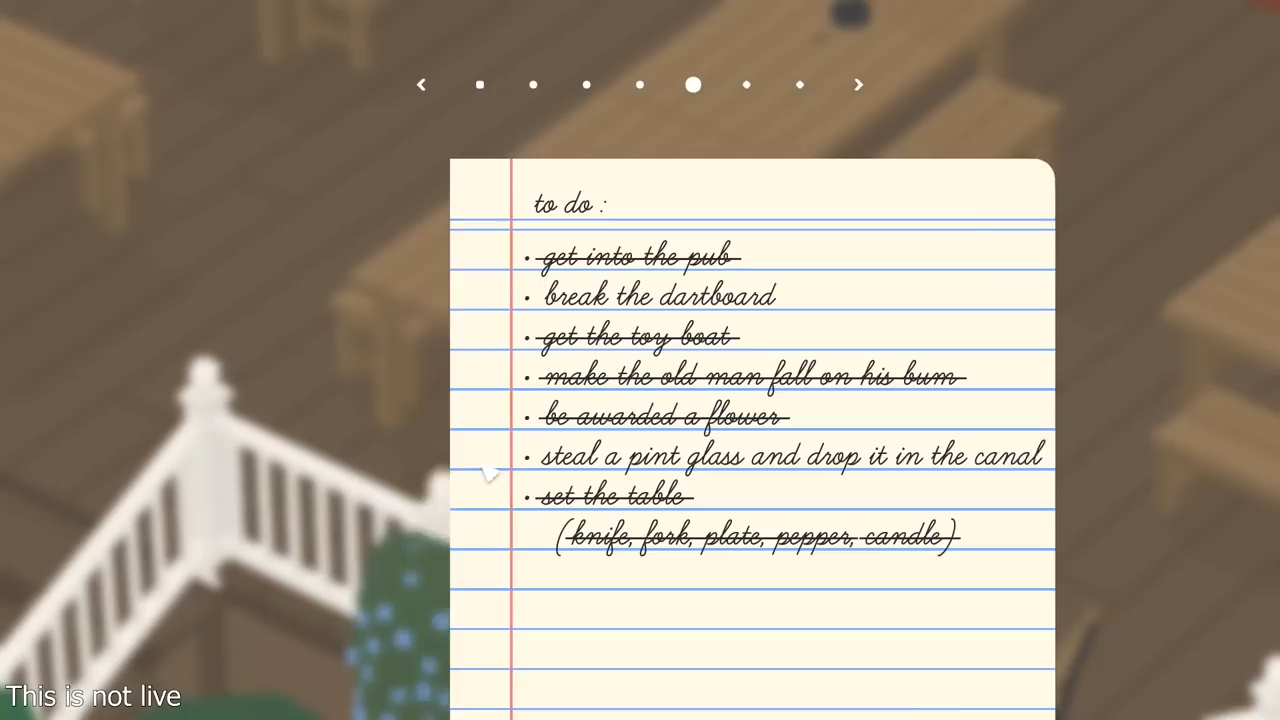 to do :
• get into the pub
• break the dartboard
• get the toy boat
• make the old man fall on his bum
• be awarded a flower
• steal a pint glass and drop it in the canal
• set the table
(knife, fork, plate, pepper, candle)
This is not live